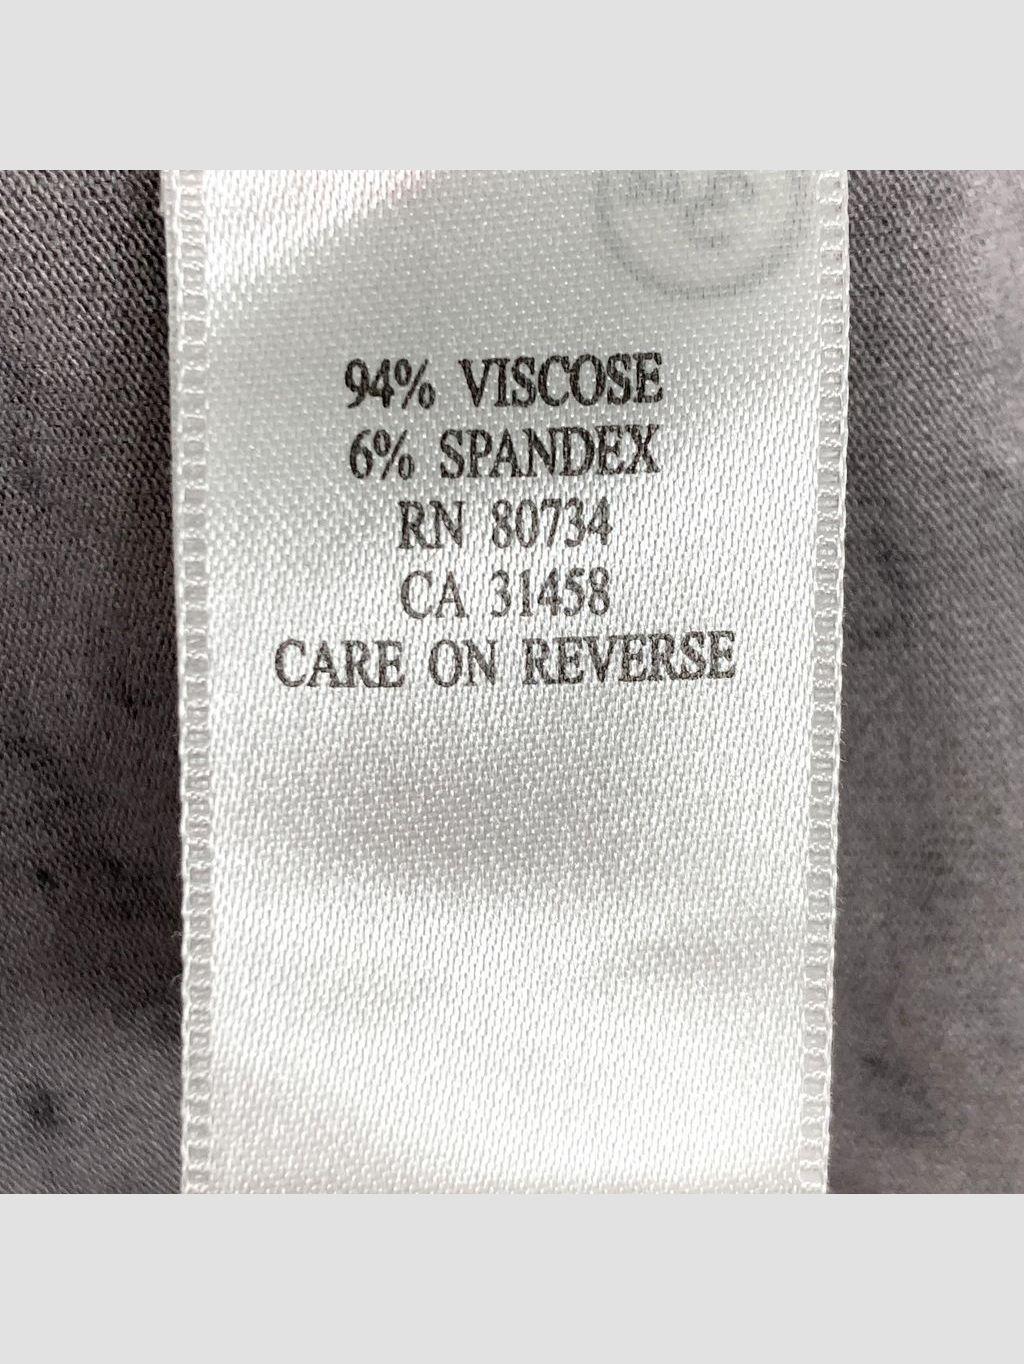 94% VISCOSE
6% SPANDEX
RN 80734
CA 31458
CARE ON REVERSE